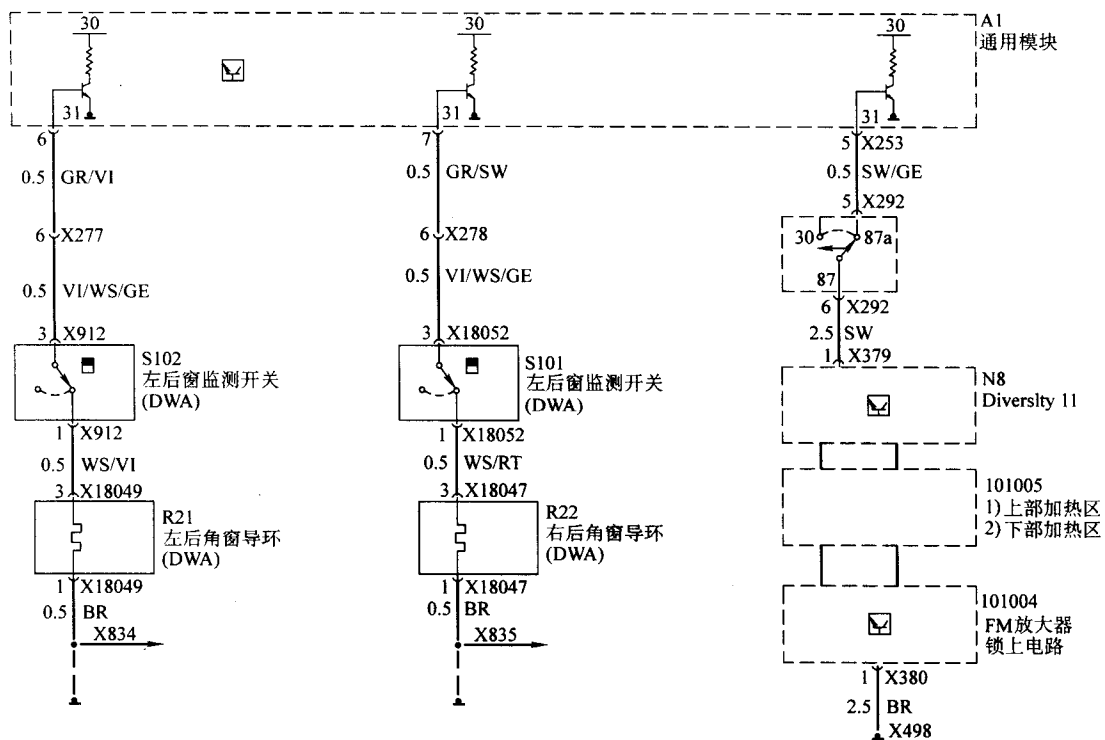 30
30
30
A1
通用模块
31
31
31
6
7
5 X253
0.5 GR/VI
0.5 GR/SW
0.5 SW/GE
5 X292
6 X277
6 X278
30
87a
87
0.5 VI/WS/GE
0.5 VI/WS/GE
6 X292
2.5 SW
3 X912
3 X18052
1 X379
S102
左后窗监测开关
(DWA)
S101
左后窗监测开关
(DWA)
N8
Diversity 11
1 X912
1 X18052
0.5 WS/VI
0.5 WS/RT
3 X18049
3 X18047
101005
1)上部加热区
2)下部加热区
R21
左后角窗导环
(DWA)
R22
右后角窗导环
(DWA)
1 X18049
1 X18047
0.5 BR
0.5 BR
101004
FM放大器
锁上电路
X834
X835
1 X380
2.5 BR
X498